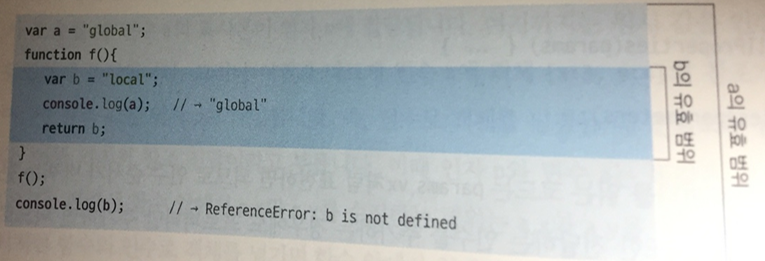 var a = "global";
function f(){
    var b = "local";
    console.log(a);   // → "global"
    return b;
}
f();
console.log(b);      // → ReferenceError: b is not defined
b의 유효 범위
a의 유효 범위